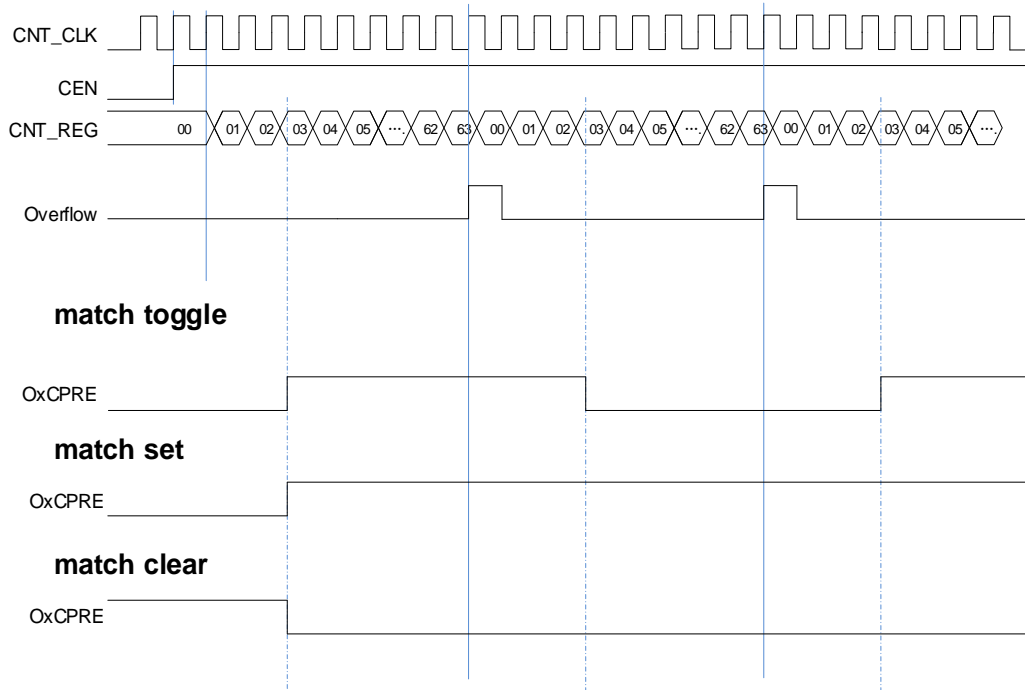 CNT_CLK
CEN
CNT_REG 00 01 02 03 04 05 ···. 62 63 00 01 02 03 04 05 ···. 62 63 00 01 02 03 04 05 ···.
Overflow
match toggle
OxCPRE
match set
OxCPRE
match clear
OxCPRE